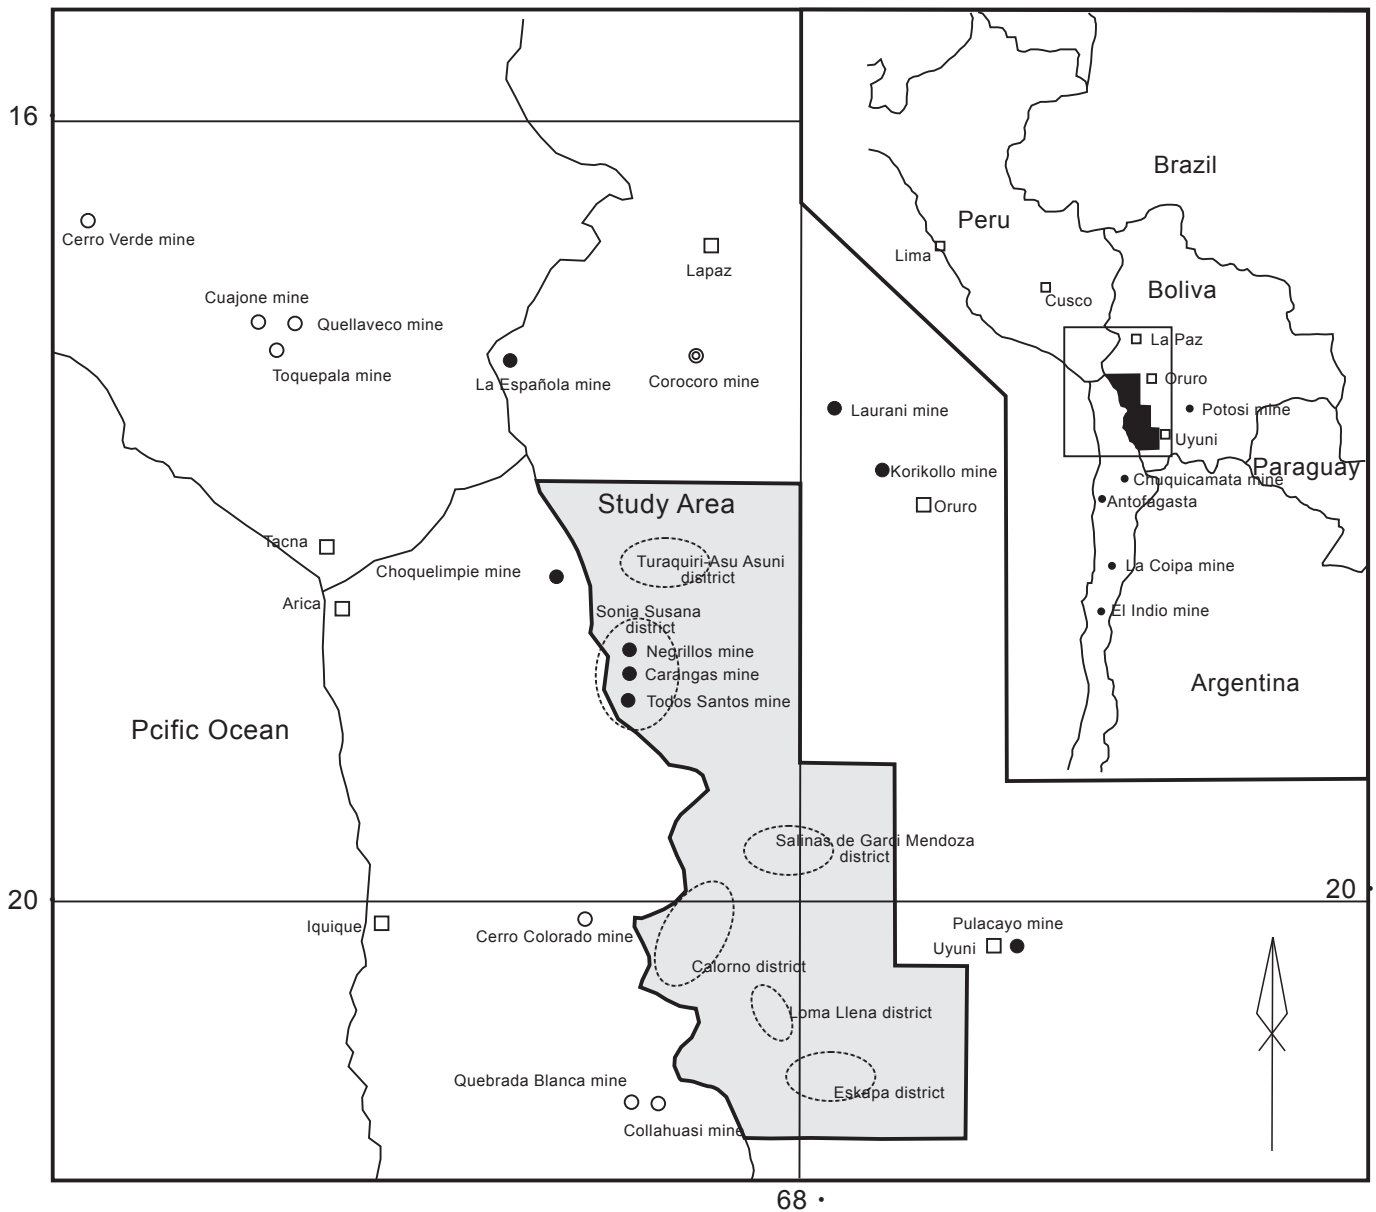 16
Brazil
Peru
Cerro Verde mine
Lima
Lapaz
Boliva
Cusco
Cuajone mine
Quellaveco mine
La Paz
Toquepala mine
La Española mine
Corocoro mine
Oruro
Laurani mine
Potosi mine
Uyuni
Korikollo mine
Paraguay
Chuquicamata mine
Study Area
Oruro
Antofagasta
Tacna
Turaquiri-Asu Asuni
disitrict
Choquelimpie mine
La Coipa mine
Arica
Sonia Susana
district
El Indio mine
Negrillos mine
Carangas mine
Argentina
Todos Santos mine
Pcific Ocean
Salinas de Garci Mendoza
district
20
20
Iquique
Cerro Colorado mine
Pulacayo mine
Uyuni
Calorno district
Loma Llena district
Quebrada Blanca mine
Eskapa district
Collahuasi mine
68